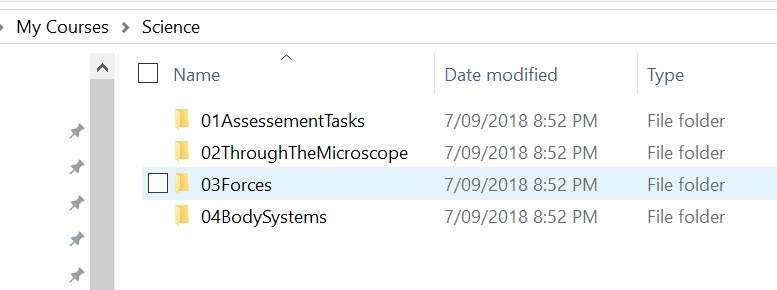 My Courses > Science
Name Date modified Type
01AssessementTasks 7/09/2018 8:52 PM File folder
02ThroughTheMicroscope 7/09/2018 8:52 PM File folder
03Forces 7/09/2018 8:52 PM File folder
04BodySystems 7/09/2018 8:52 PM File folder